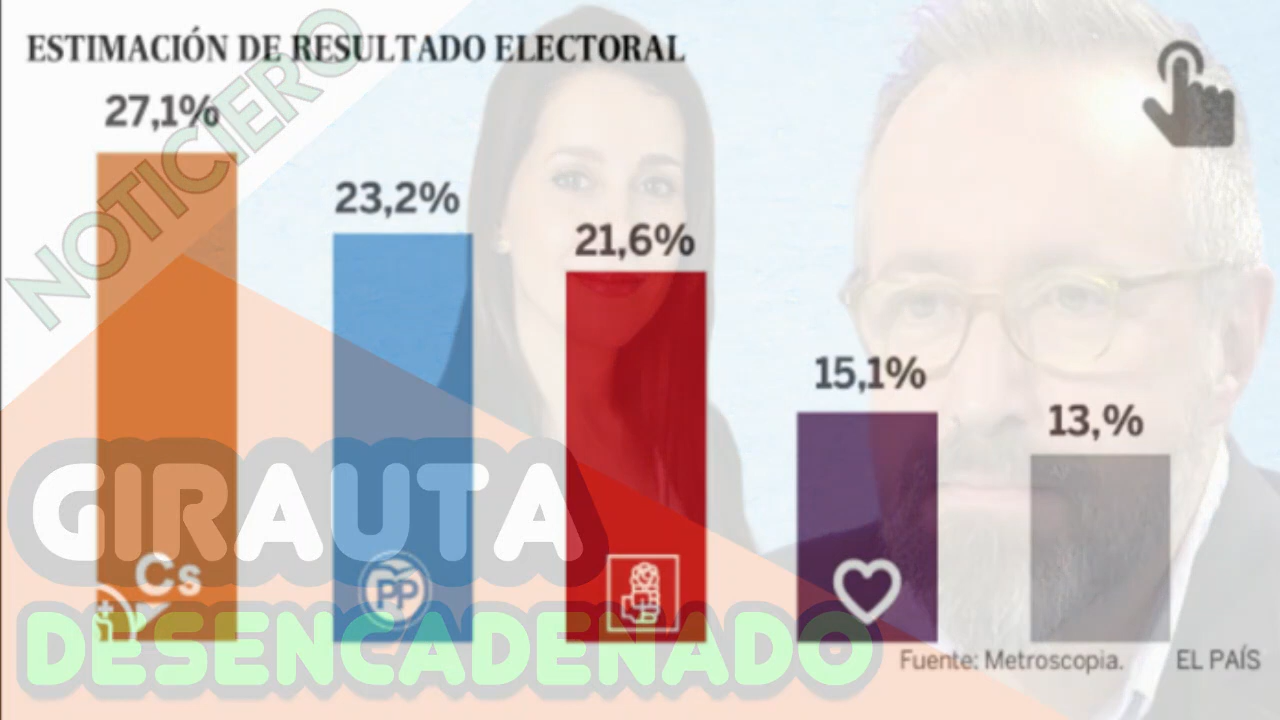 ESTIMACIÓN DE RESULTADO ELECTORAL
NOTICIERO
27,1%
23,2%
21,6%
15,1%
13,%
GIRAUTA
Cs
PP
DESENCADENADO
Fuente: Metroscopia. EL PAÍS